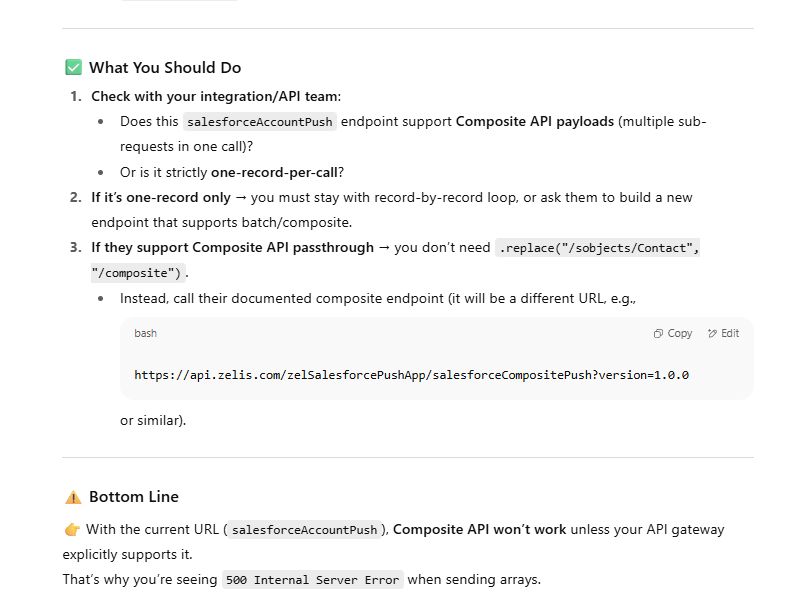 What You Should Do
1. Check with your integration/API team:
• Does this salesforceAccountPush endpoint support Composite API payloads (multiple sub-
requests in one call)?
• Or is it strictly one-record-per-call?
2. If it’s one-record only → you must stay with record-by-record loop, or ask them to build a new
endpoint that supports batch/composite.
3. If they support Composite API passthrough → you don’t need .replace("/sobjects/Contact",
"/composite").
• Instead, call their documented composite endpoint (it will be a different URL, e.g.,
bash Copy Edit
https://api.zelis.com/zelSalesforcePushApp/salesforceCompositePush?version=1.0.0
or similar).
Bottom Line
With the current URL (salesforceAccountPush), Composite API won’t work unless your API gateway
explicitly supports it.
That’s why you’re seeing 500 Internal Server Error when sending arrays.